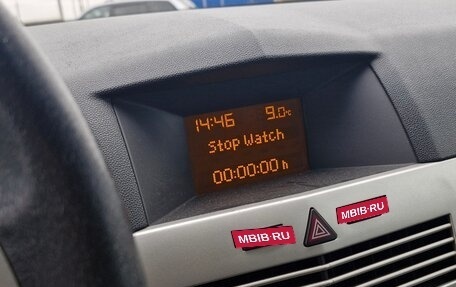 14:46 9.0°C
Stop Watch
00:00:00 h
MBIB·RU MBIB·RU